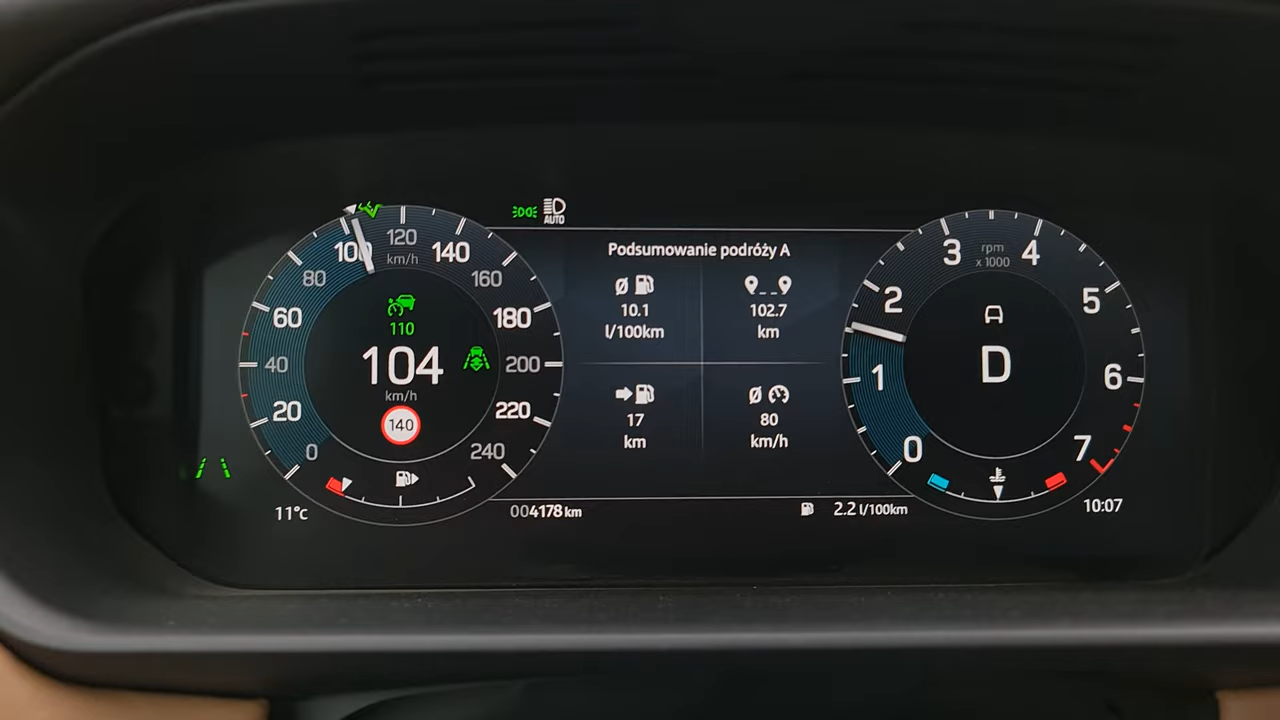 AUTO
0
20
40
60
80
100
120
km/h
140
160
180
200
220
240
110
104
km/h
140
11°C
004178 km
Podsumowanie podróży A
Ø
10.1
l/100km
102.7
km
17
km
Ø
80
km/h
2.2 l/100km
0
1
2
3
rpm
x 1000
4
5
6
7
D
10:07